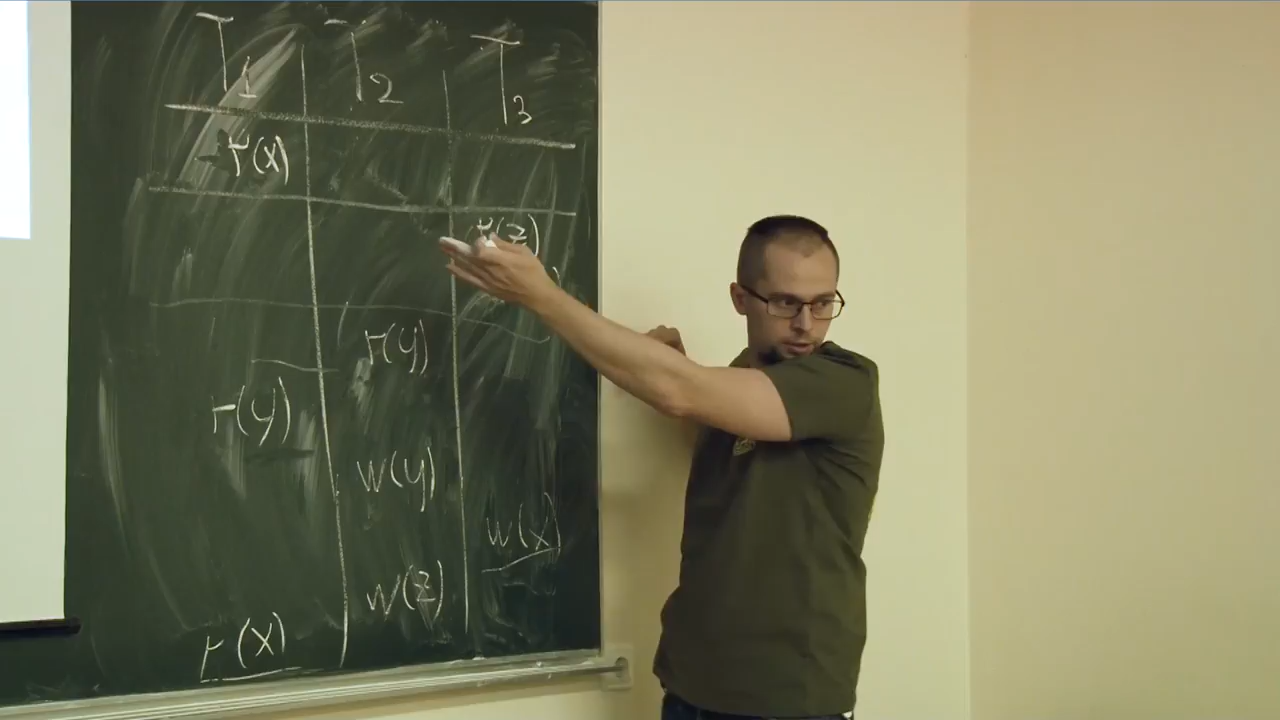 T1 T2 T3
r(x)
r(z)
r(y)
r(y)
w(y)
w(x)
w(z)
r(x)